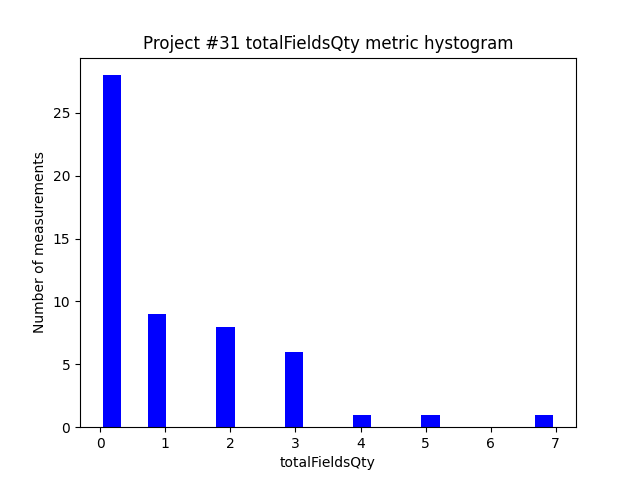 Project #31 totalFieldsQty metric hystogram
Number of measurements
25
20
15
10
5
0
0 1 2 3 4 5 6 7
totalFieldsQty